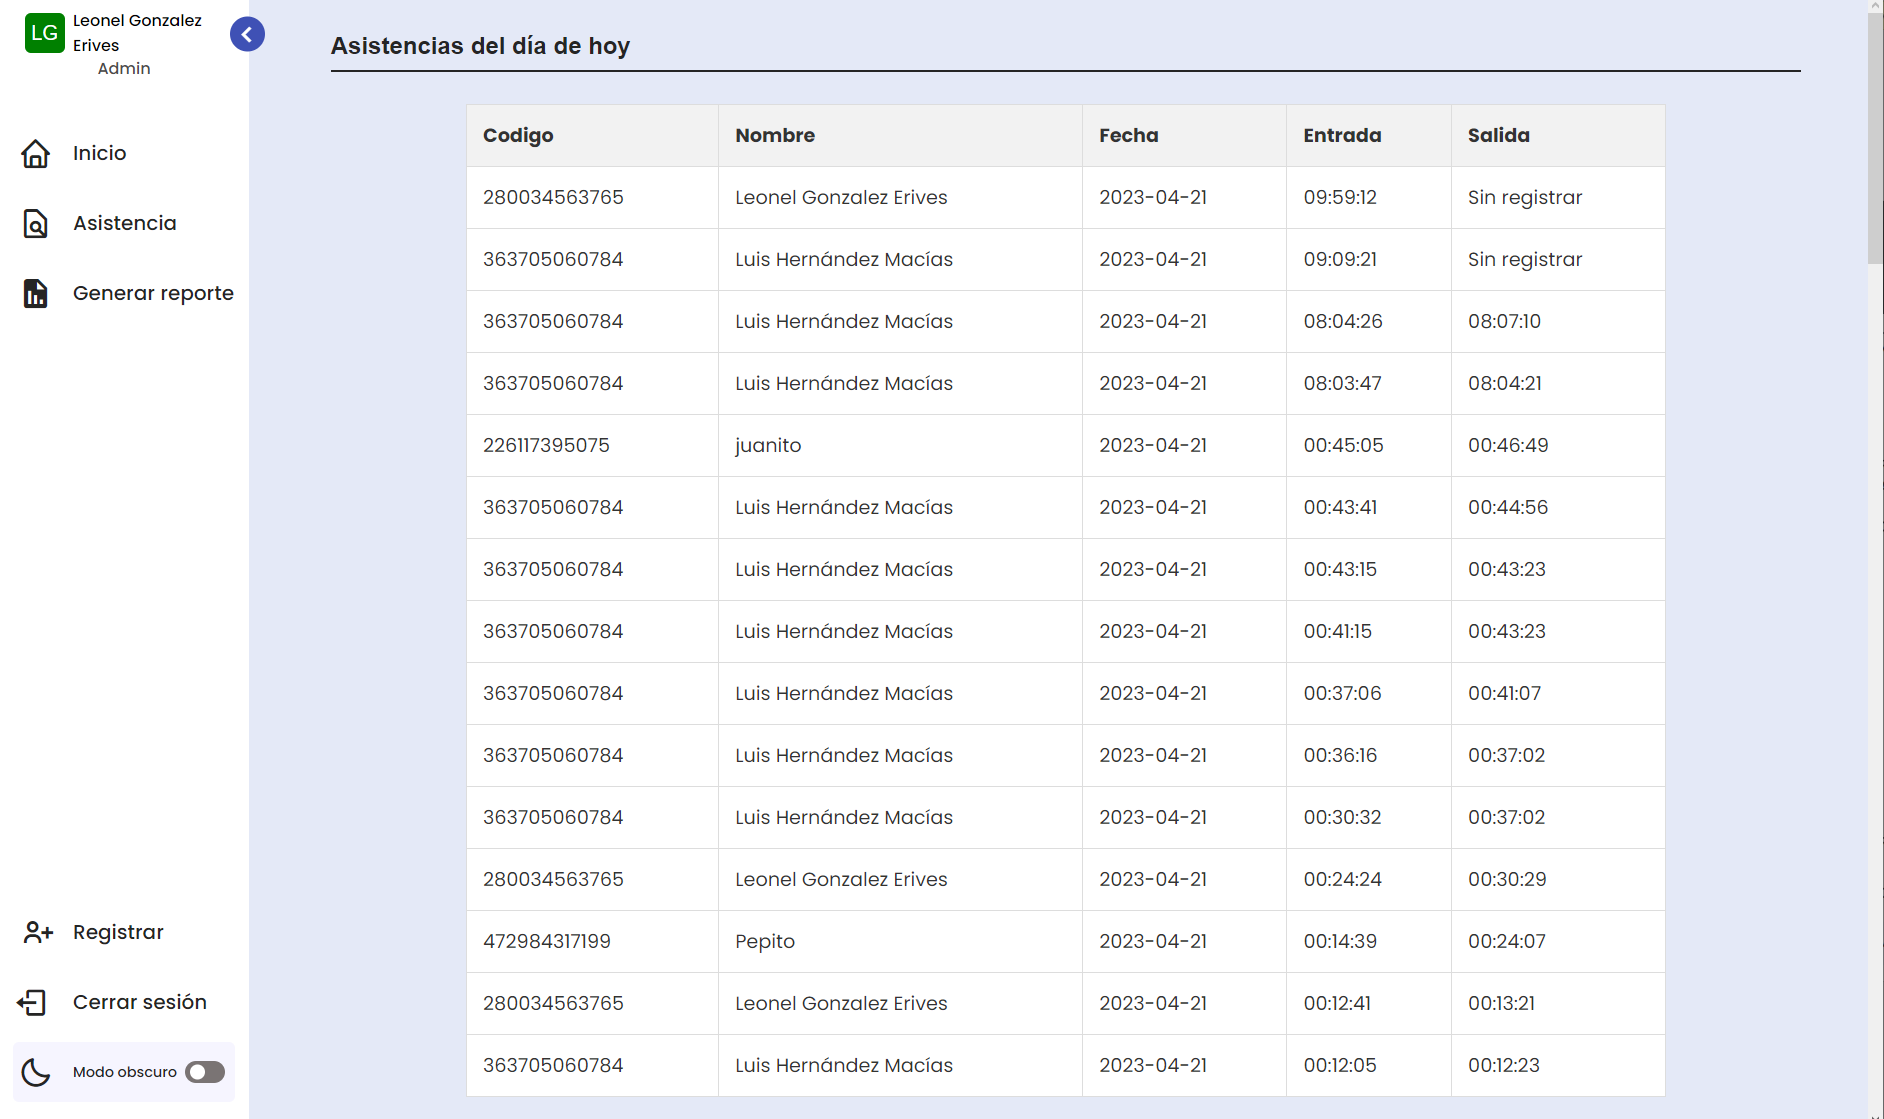 LG
Leonel Gonzalez
Erives
Admin
Inicio
Asistencia
Generar reporte
Registrar
Cerrar sesión
Modo obscuro
Asistencias del día de hoy
Codigo Nombre Fecha Entrada Salida
280034563765 Leonel Gonzalez Erives 2023-04-21 09:59:12 Sin registrar
363705060784 Luis Hernández Macías 2023-04-21 09:09:21 Sin registrar
363705060784 Luis Hernández Macías 2023-04-21 08:04:26 08:07:10
363705060784 Luis Hernández Macías 2023-04-21 08:03:47 08:04:21
226117395075 juanito 2023-04-21 00:45:05 00:46:49
363705060784 Luis Hernández Macías 2023-04-21 00:43:41 00:44:56
363705060784 Luis Hernández Macías 2023-04-21 00:43:15 00:43:23
363705060784 Luis Hernández Macías 2023-04-21 00:41:15 00:43:23
363705060784 Luis Hernández Macías 2023-04-21 00:37:06 00:41:07
363705060784 Luis Hernández Macías 2023-04-21 00:36:16 00:37:02
363705060784 Luis Hernández Macías 2023-04-21 00:30:32 00:37:02
280034563765 Leonel Gonzalez Erives 2023-04-21 00:24:24 00:30:29
472984317199 Pepito 2023-04-21 00:14:39 00:24:07
280034563765 Leonel Gonzalez Erives 2023-04-21 00:12:41 00:13:21
363705060784 Luis Hernández Macías 2023-04-21 00:12:05 00:12:23